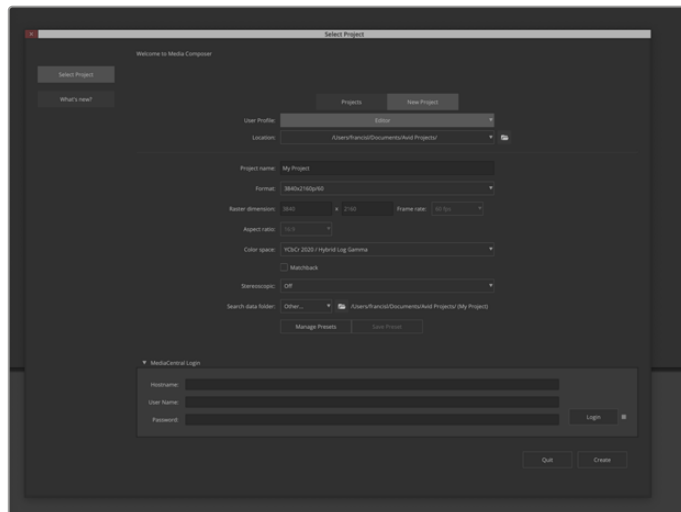 Select Project
Welcome to Media Composer
Select Project
What's new?
Projects
New Project
User Profile: Editor
Location: /Users/francisl/Documents/Avid Projects/
Project name: My Project
Format: 3840x2160p/60
Raster dimension: 3840 x 2160 Frame rate: 60 fps
Aspect ratio: 16:9
Color space: YCbCr 2020 / Hybrid Log Gamma
Matchback
Stereoscopic: Off
Search data folder: Other... /Users/francisl/Documents/Avid Projects/ (My Project)
Manage Presets Save Preset
MediaCentral Login
Hostname:
User Name:
Password:
Login
Quit Create